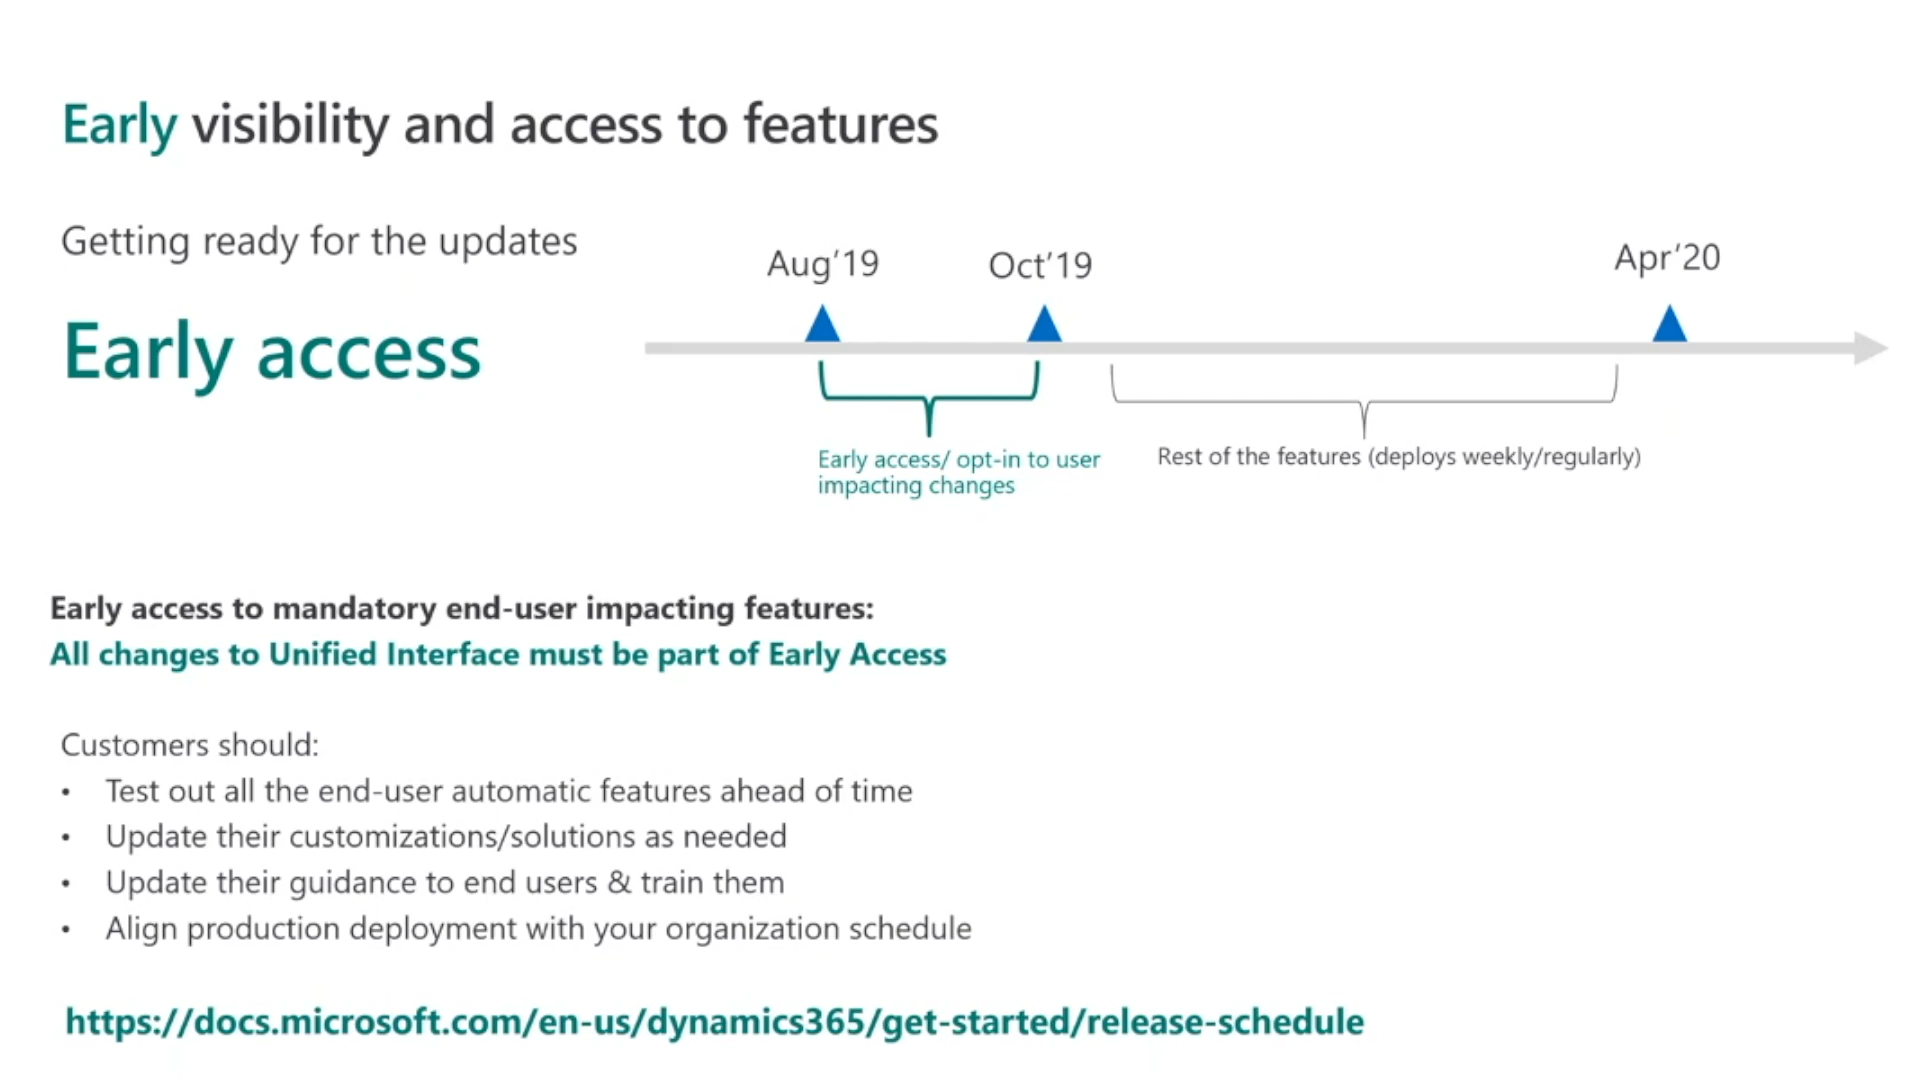 Early visibility and access to features
Getting ready for the updates
Early access
Aug'19
Oct'19
Apr'20
Early access/ opt-in to user
impacting changes
Rest of the features (deploys weekly/regularly)
Early access to mandatory end-user impacting features:
All changes to Unified Interface must be part of Early Access
Customers should:
• Test out all the end-user automatic features ahead of time
• Update their customizations/solutions as needed
• Update their guidance to end users & train them
• Align production deployment with your organization schedule
https://docs.microsoft.com/en-us/dynamics365/get-started/release-schedule